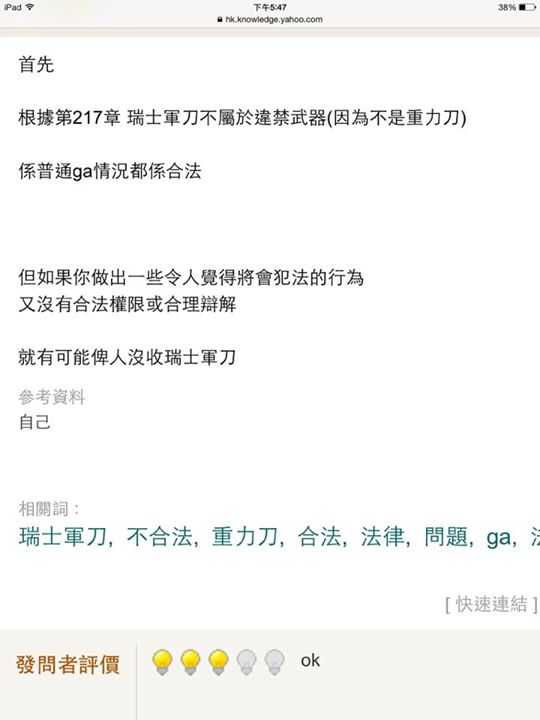 iPad 下午5:47 38%
hk.knowledge.yahoo.com
首先
根據第217章 瑞士軍刀不屬於違禁武器(因為不是重力刀)
係普通ga情況都係合法
但如果你做出一些令人覺得將會犯法的行為
又沒有合法權限或合理辯解
就有可能俾人沒收瑞士軍刀
參考資料
自己
相關詞：
瑞士軍刀, 不合法, 重力刀, 合法, 法律, 問題, ga,
[ 快速連結 ]
發問者評價 ok